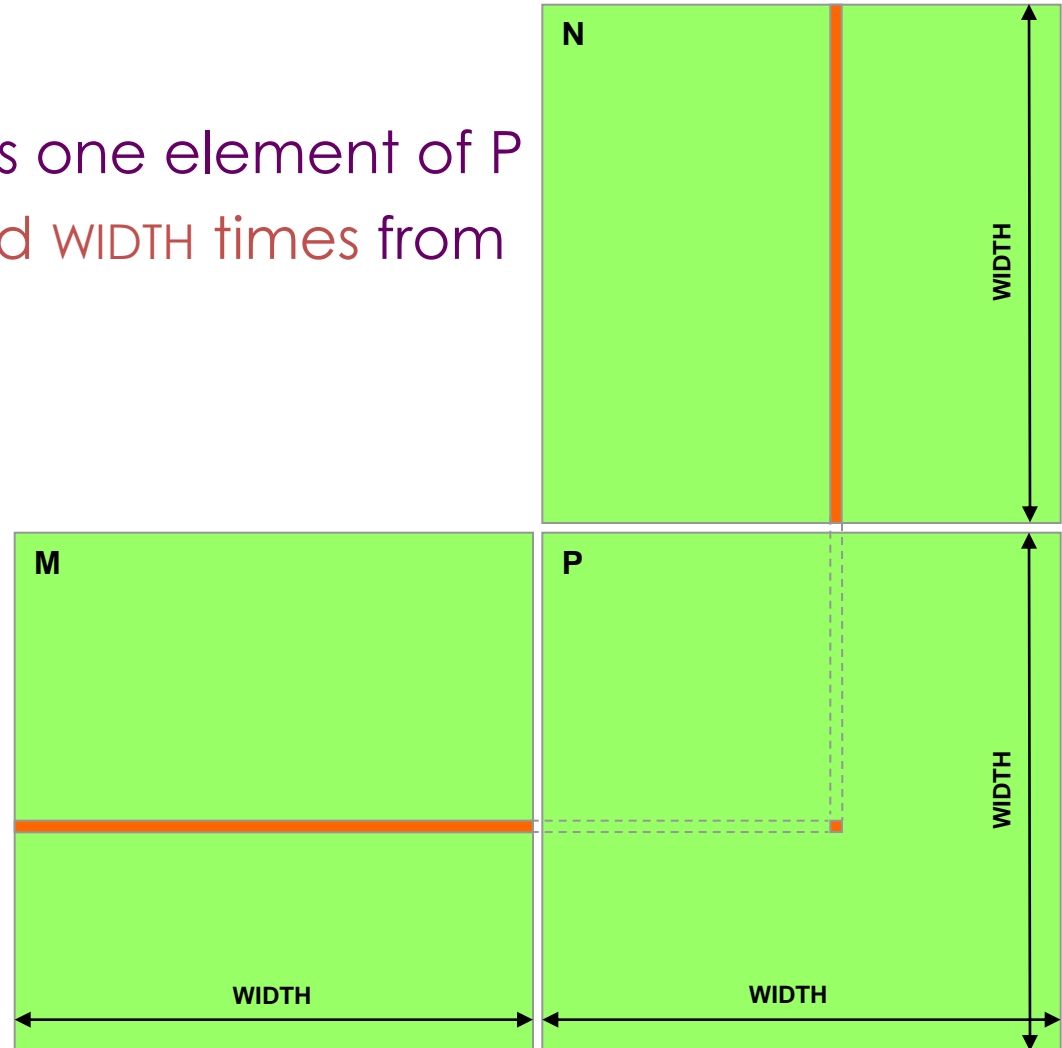 N
s one element of P
d WIDTH times from
WIDTH
M
P
WIDTH
WIDTH
WIDTH